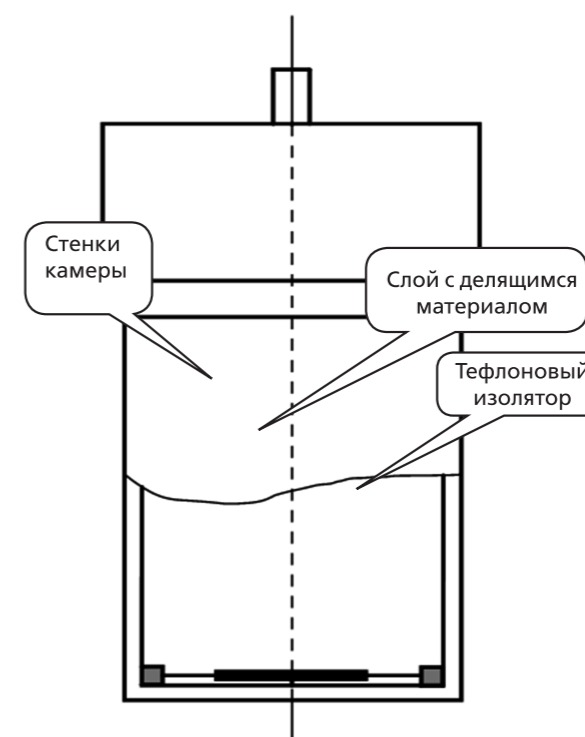 Стенки
камеры
Слой с делящимся
материалом
Тефлоновый
изолятор